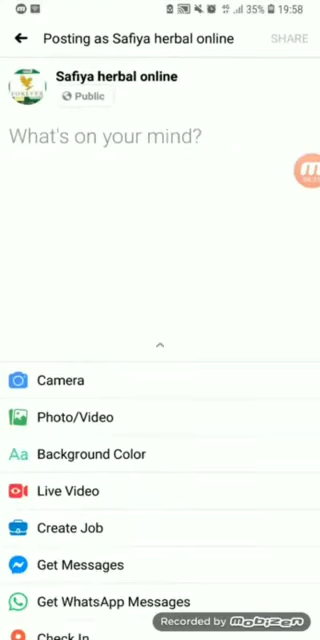 35% 19:58
Posting as Safiya herbal online SHARE
Safiya herbal online
Public
What's on your mind?
Camera
Photo/Video
Aa Background Color
Live Video
Create Job
Get Messages
Get WhatsApp Messages
Check In
Recorded by Mobizen